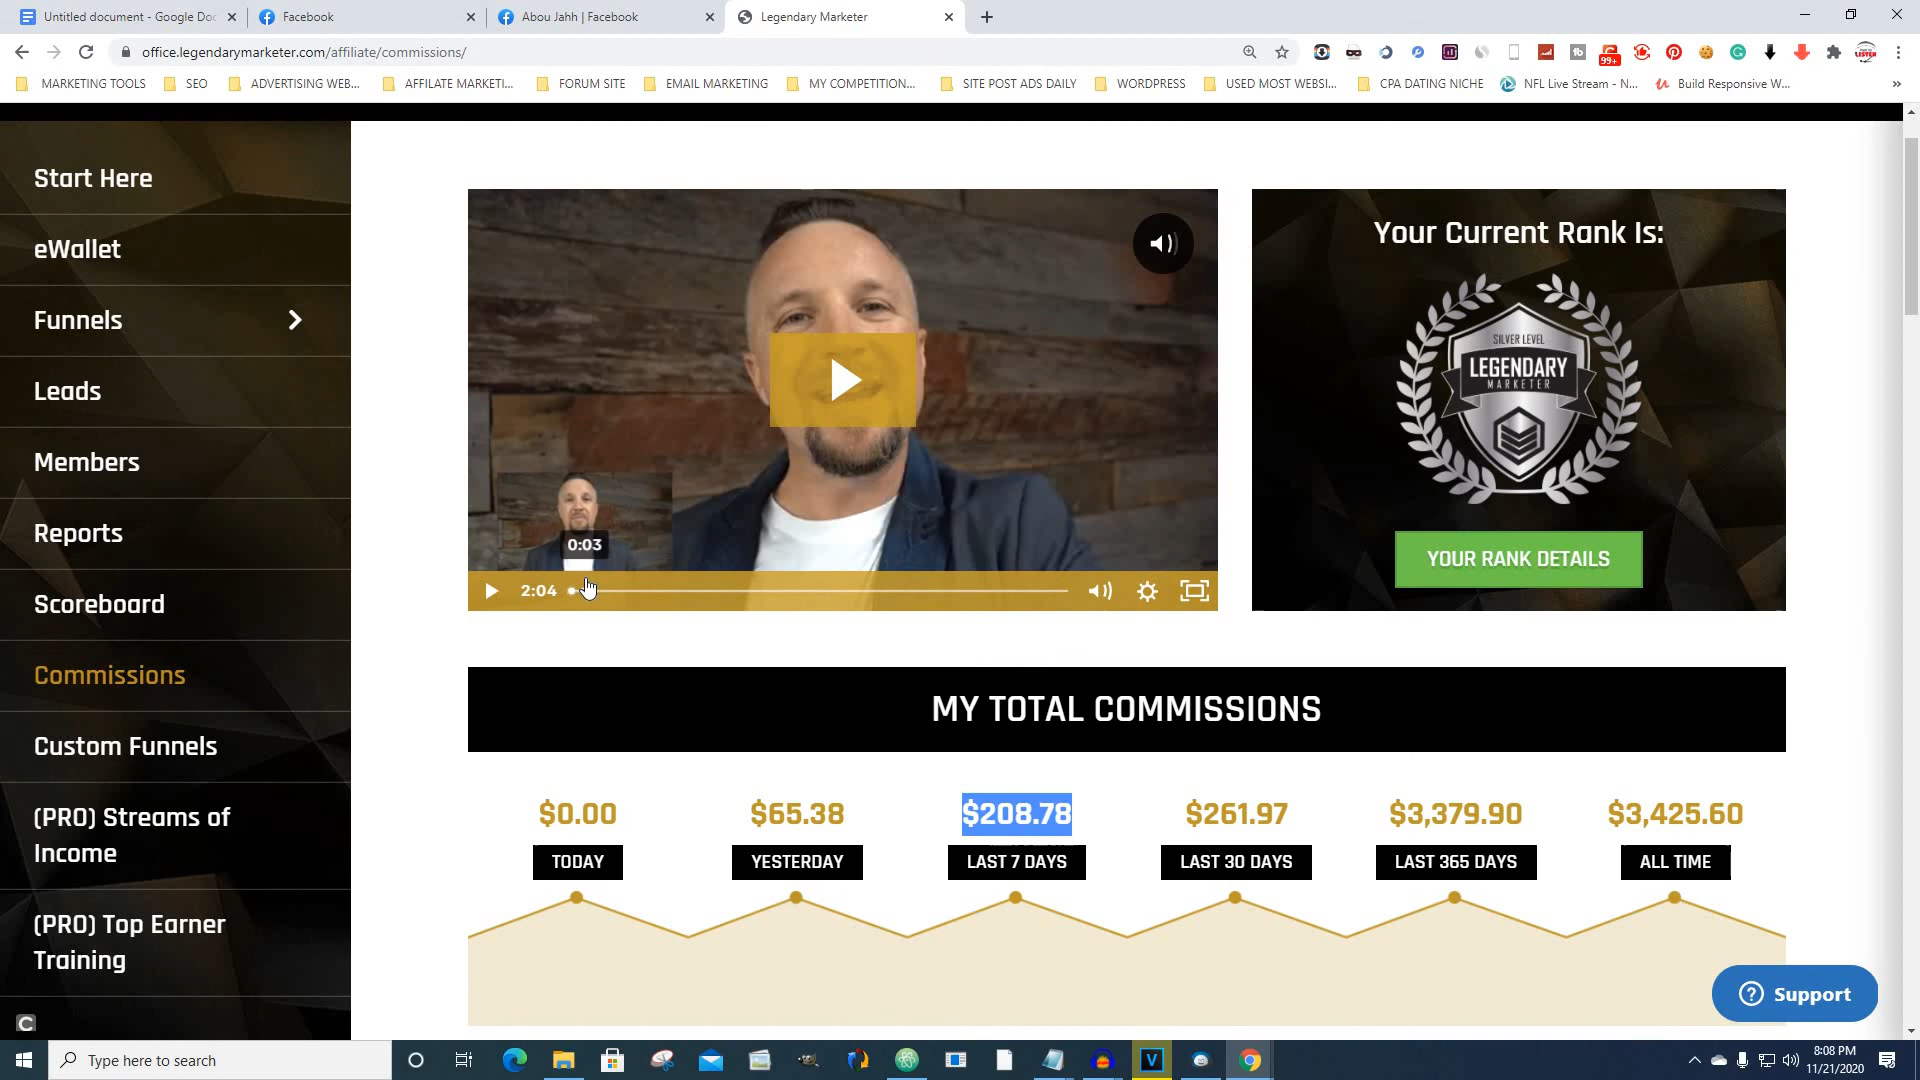 Untitled document - Google Doc
Facebook
Abou Jahh | Facebook
Legendary Marketer
office.legendarymarketer.com/affiliate/commissions/
99+
MARKETING TOOLS
SEO
ADVERTISING WEB...
AFFILATE MARKETI...
FORUM SITE
EMAIL MARKETING
MY COMPETITION...
SITE POST ADS DAILY
WORDPRESS
USED MOST WEBSI...
CPA DATING NICHE
NFL Live Stream - N...
Build Responsive W...
Start Here
eWallet
Funnels
Leads
Members
Reports
Scoreboard
Commissions
Custom Funnels
(PRO) Streams of
Income
(PRO) Top Earner
Training
0:03
2:04
Your Current Rank Is:
SILVER LEVEL
LEGENDARY
MARKETER
YOUR RANK DETAILS
MY TOTAL COMMISSIONS
$0.00 $65.38 $208.78 $261.97 $3,379.90 $3,425.60
TODAY YESTERDAY LAST 7 DAYS LAST 30 DAYS LAST 365 DAYS ALL TIME
Support
Type here to search
8:08 PM
11/21/2020